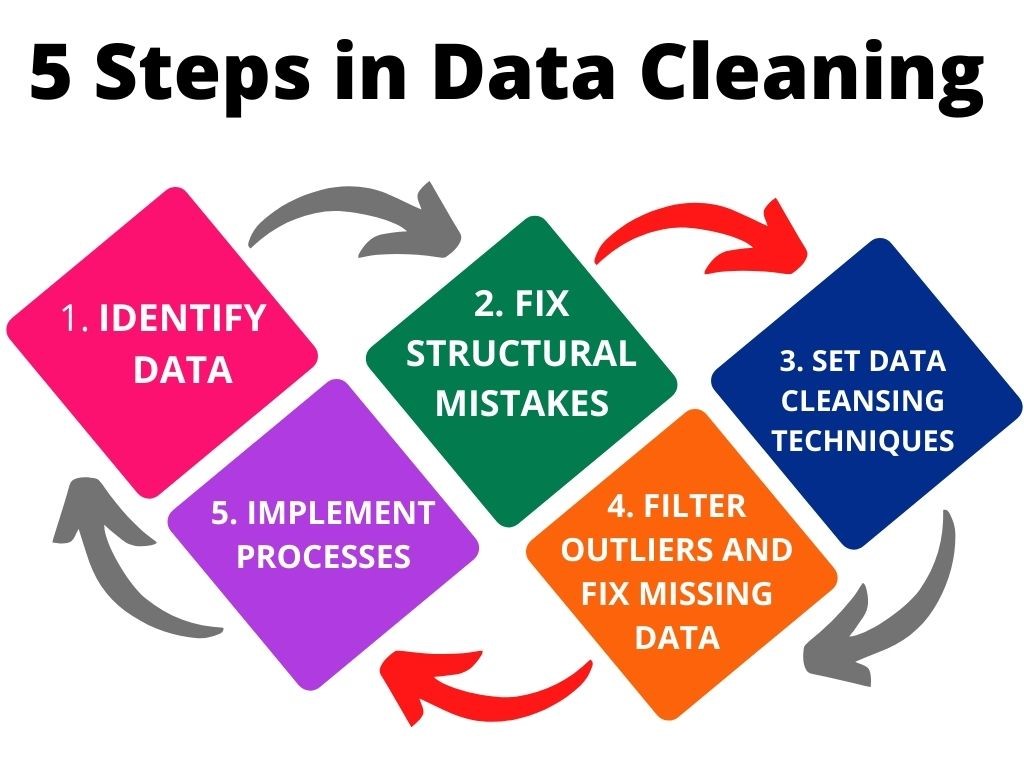 5 Steps in Data Cleaning
1. IDENTIFY
DATA
2. FIX
STRUCTURAL
MISTAKES
3. SET DATA
CLEANSING
TECHNIQUES
4. FILTER
OUTLIERS AND
FIX MISSING
DATA
5. IMPLEMENT
PROCESSES